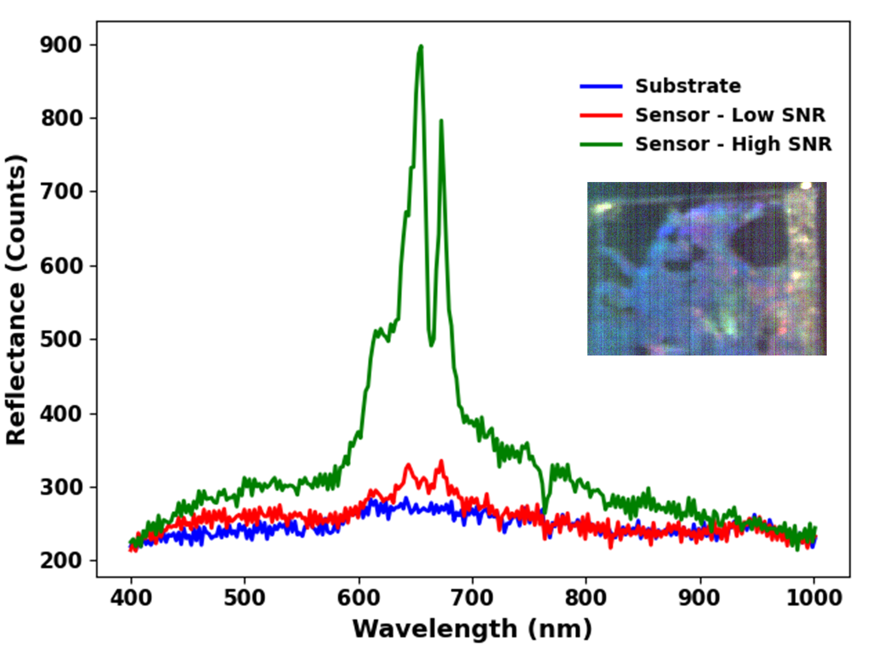 900
800
700
600
500
400
300
200
Reflectance (Counts)
Substrate
Sensor - Low SNR
Sensor - High SNR
400 500 600 700 800 900 1000
Wavelength (nm)